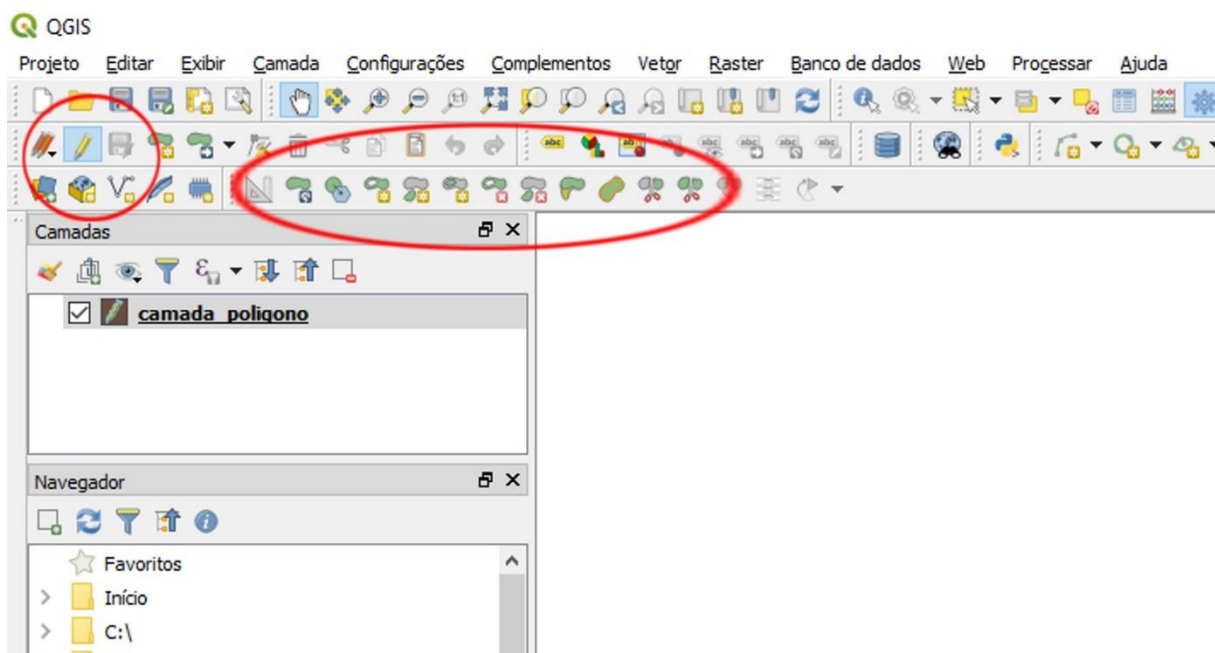 QGIS
Projeto Editar Exibir Camada Configurações Complementos Vetor Raster Banco de dados Web Processar Ajuda
Camadas
camada_poligono
Navegador
Favoritos
Início
C:\